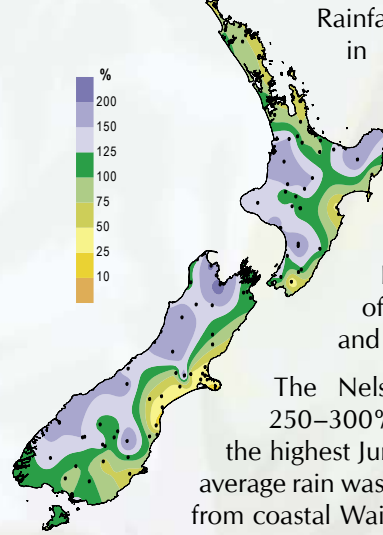 Rainfa
in
%
200
150
125
100
75
50
25
10
of
and
The Nels
250–300%
the highest Jur
average rain was
from coastal Wai